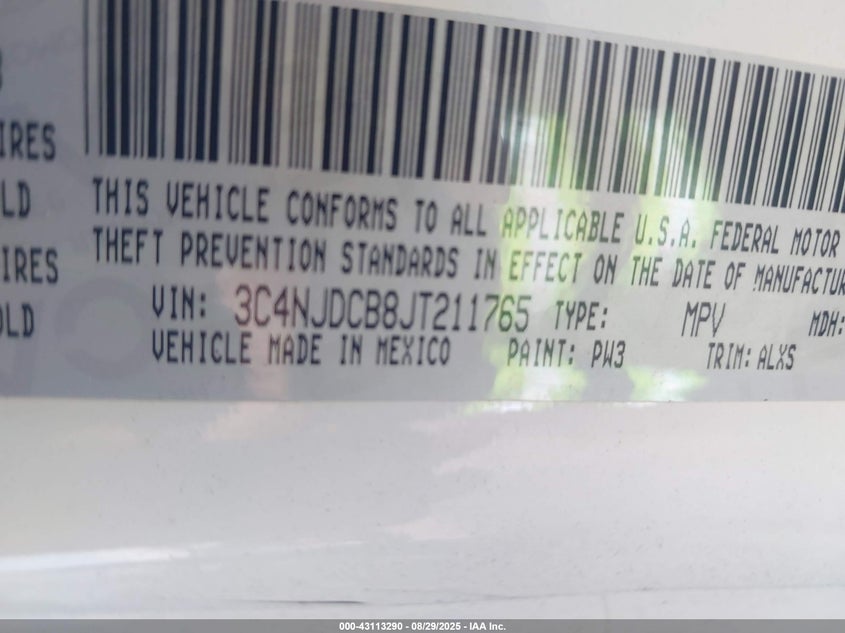 IRES
LD
IRES
OLD
THIS VEHICLE CONFORMS TO ALL APPLICABLE U.S.A. FEDERAL MOTOR
THEFT PREVENTION STANDARDS IN EFFECT ON THE DATE OF MANUFACTUR
VIN: 3C4NJDCB8JT211765 TYPE: MPV MDH:
VEHICLE MADE IN MEXICO PAINT: PW3 TRIM: ALXS
000-43113290 - 08/29/2025 - IAA Inc.